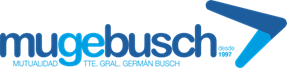 mugebusch
desde
1997
MUTUALIDAD TTE. GRAL. GERMÁN BUSCH